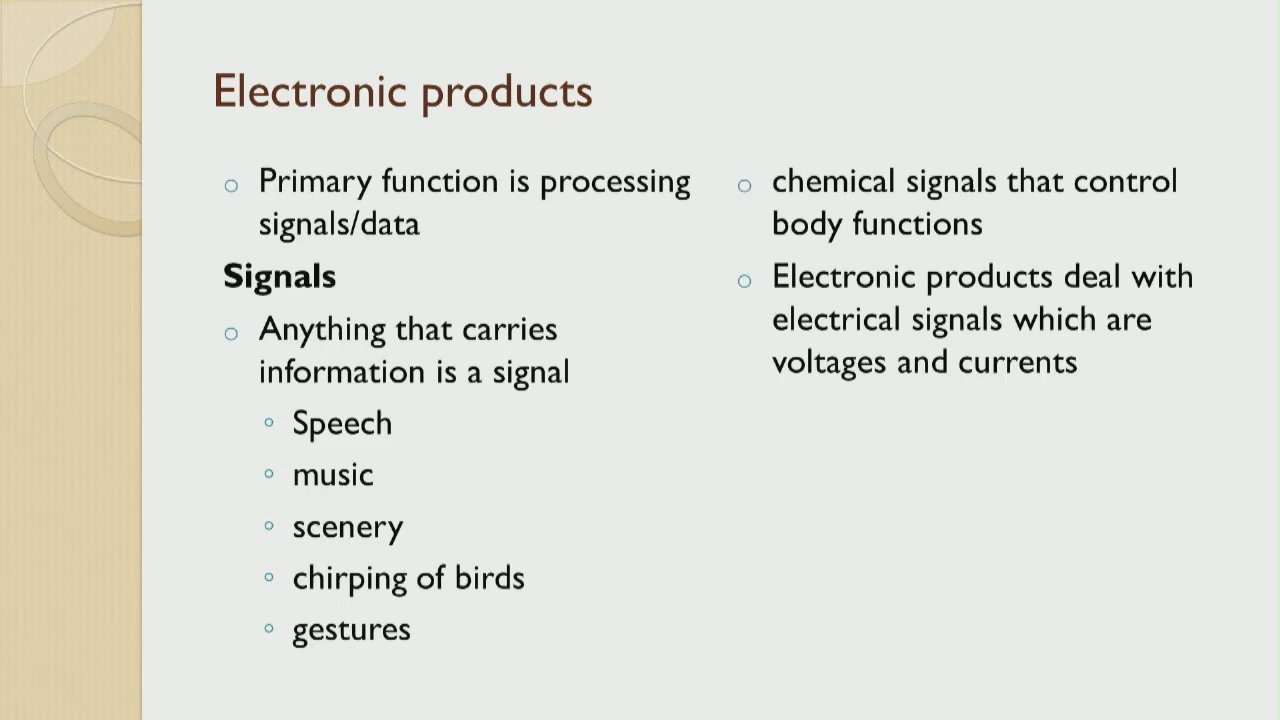 Electronic products
Primary function is processing
signals/data
Signals
Anything that carries
information is a signal
Speech
music
scenery
chirping of birds
gestures
chemical signals that control
body functions
Electronic products deal with
electrical signals which are
voltages and currents